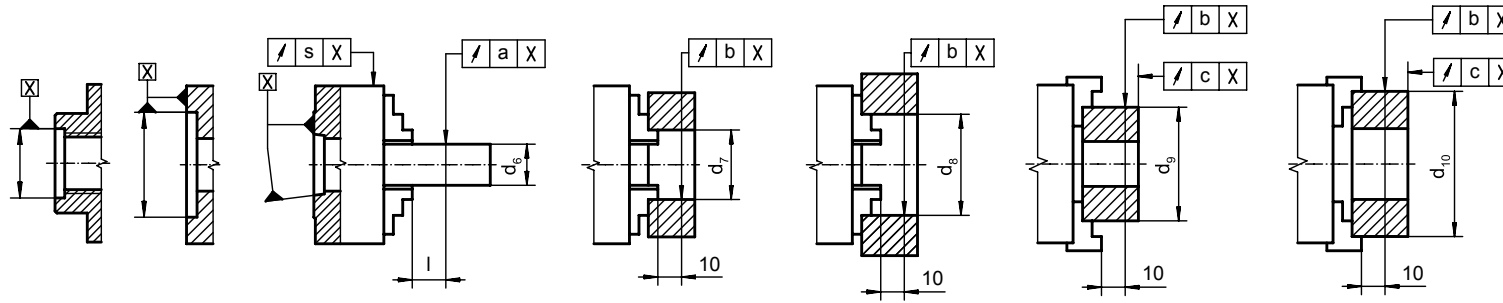 X
X
X
↗ s X
↗ a X
d₆
l
↗ b X
d₇
10
↗ b X
d₈
10
↗ b X
↗ c X
d₉
10
↗ b X
↗ c X
d₁₀
10